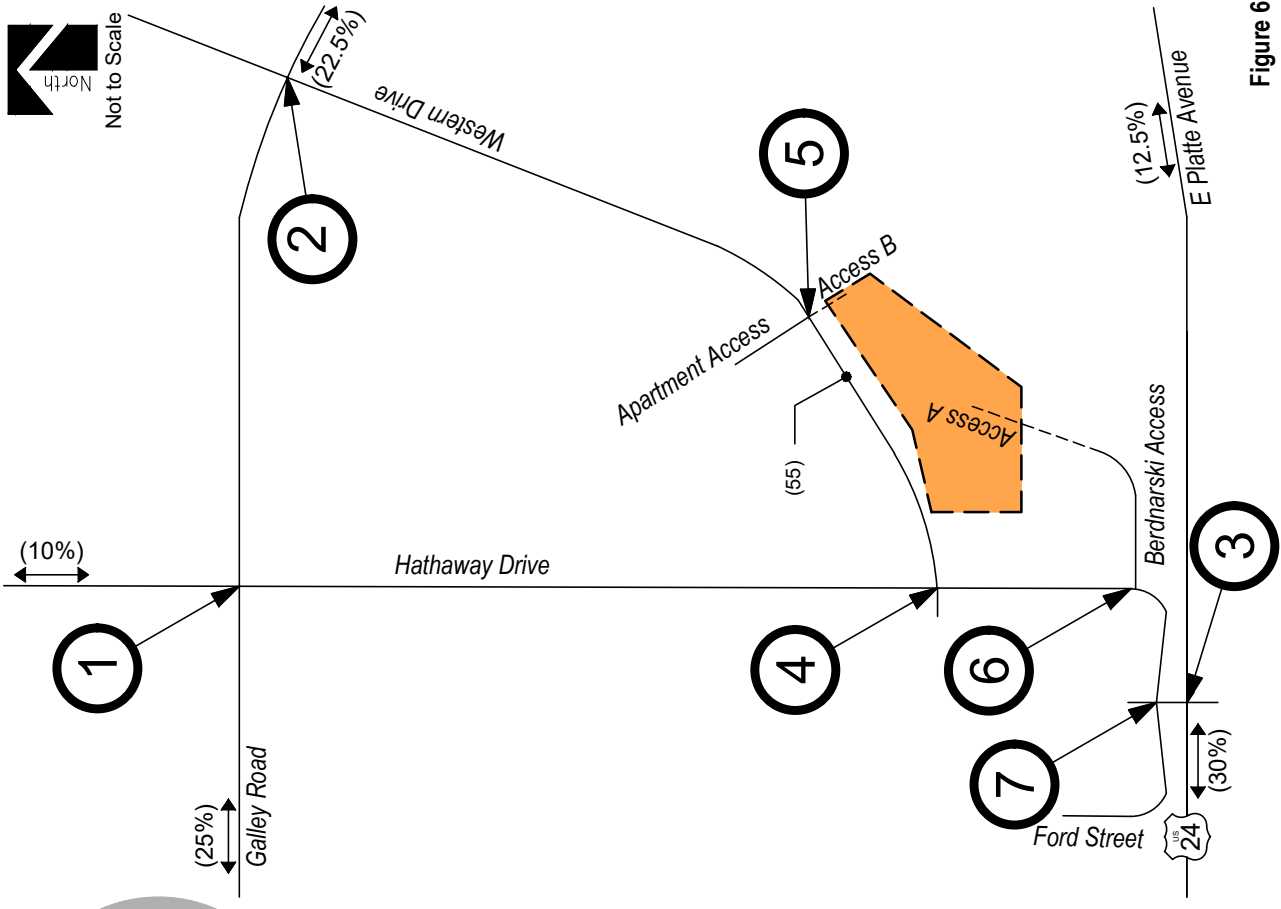 North
Not to Scale
(10%)
(22.5%)
1
2
Western Drive
(25%)
Galley Road
Hathaway Drive
5
Apartment Access
Access B
(55)
Access A
4
6
Berdnarski Access
(12.5%)
E Platte Avenue
3
7
Ford Street
US
24
(30%)
Figure 6